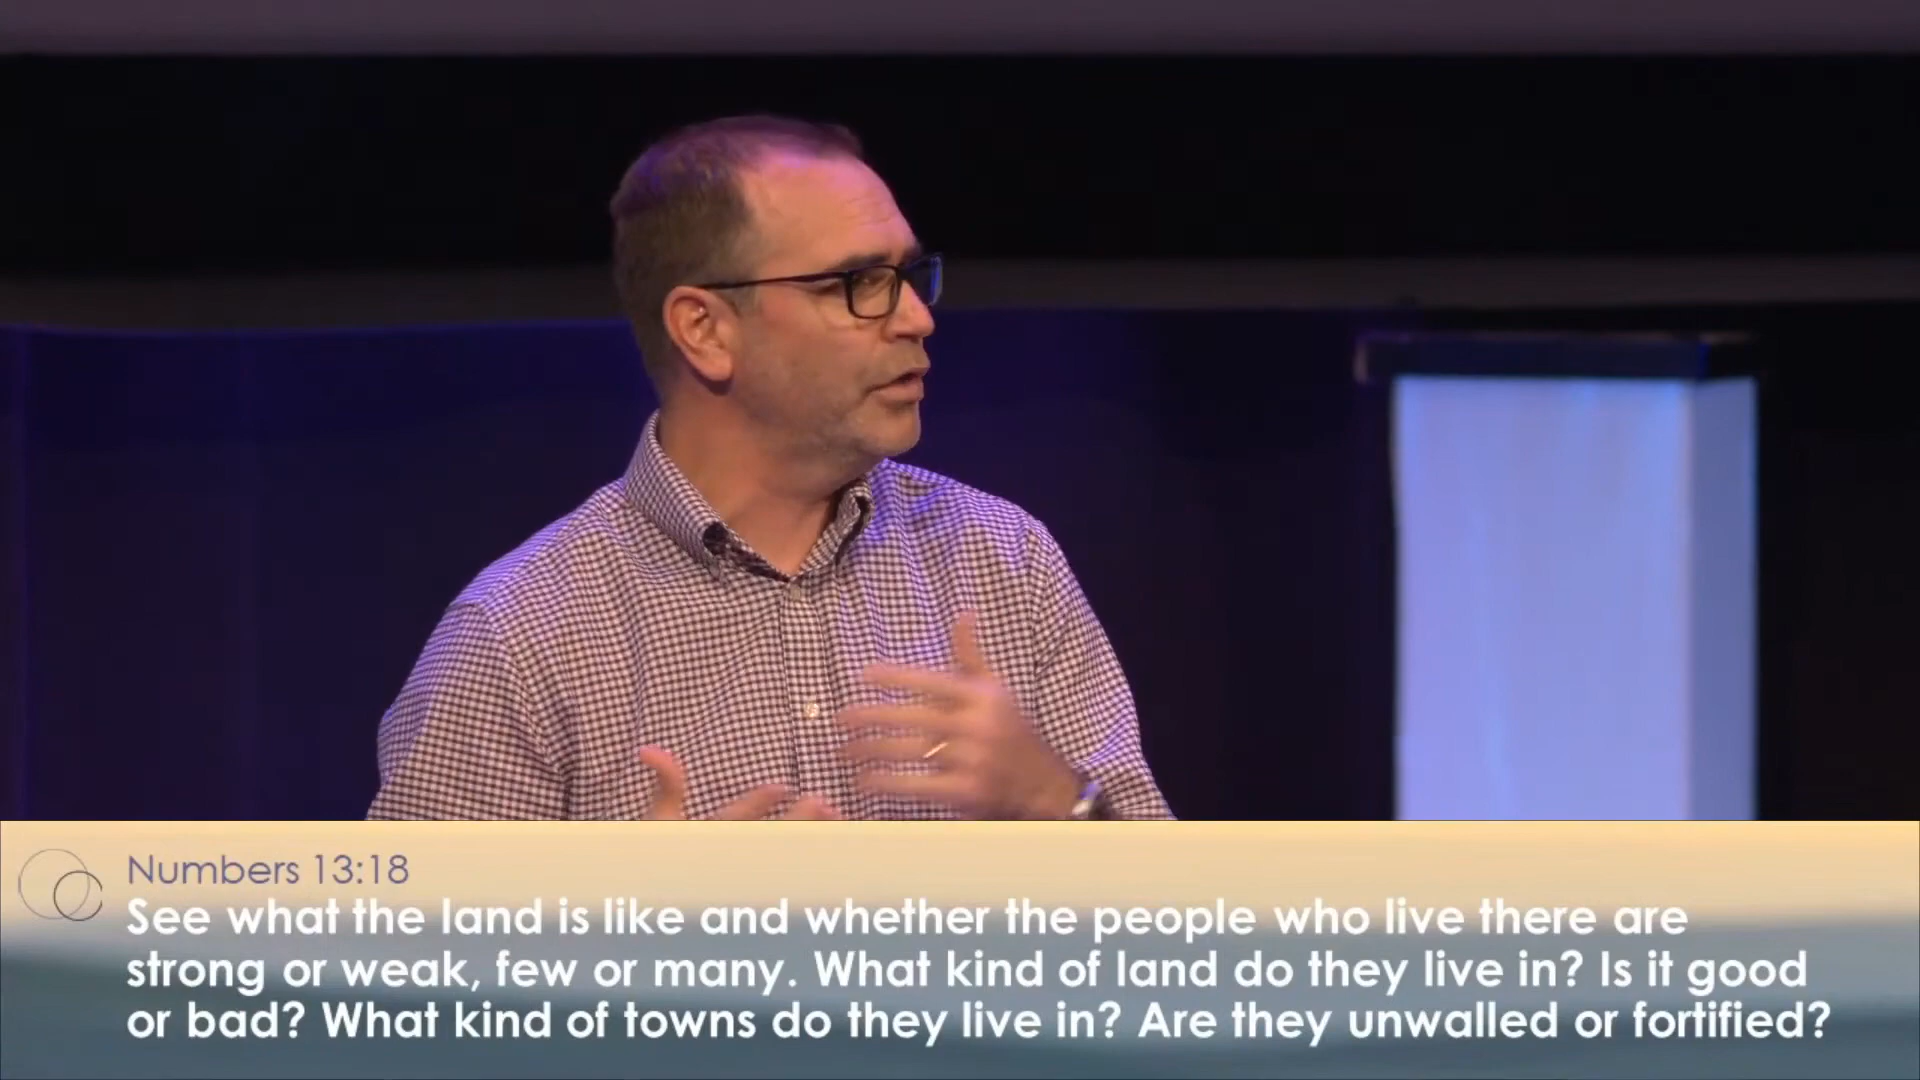 Numbers 13:18
See what the land is like and whether the people who live there are
strong or weak, few or many. What kind of land do they live in? Is it good
or bad? What kind of towns do they live in? Are they unwalled or fortified?